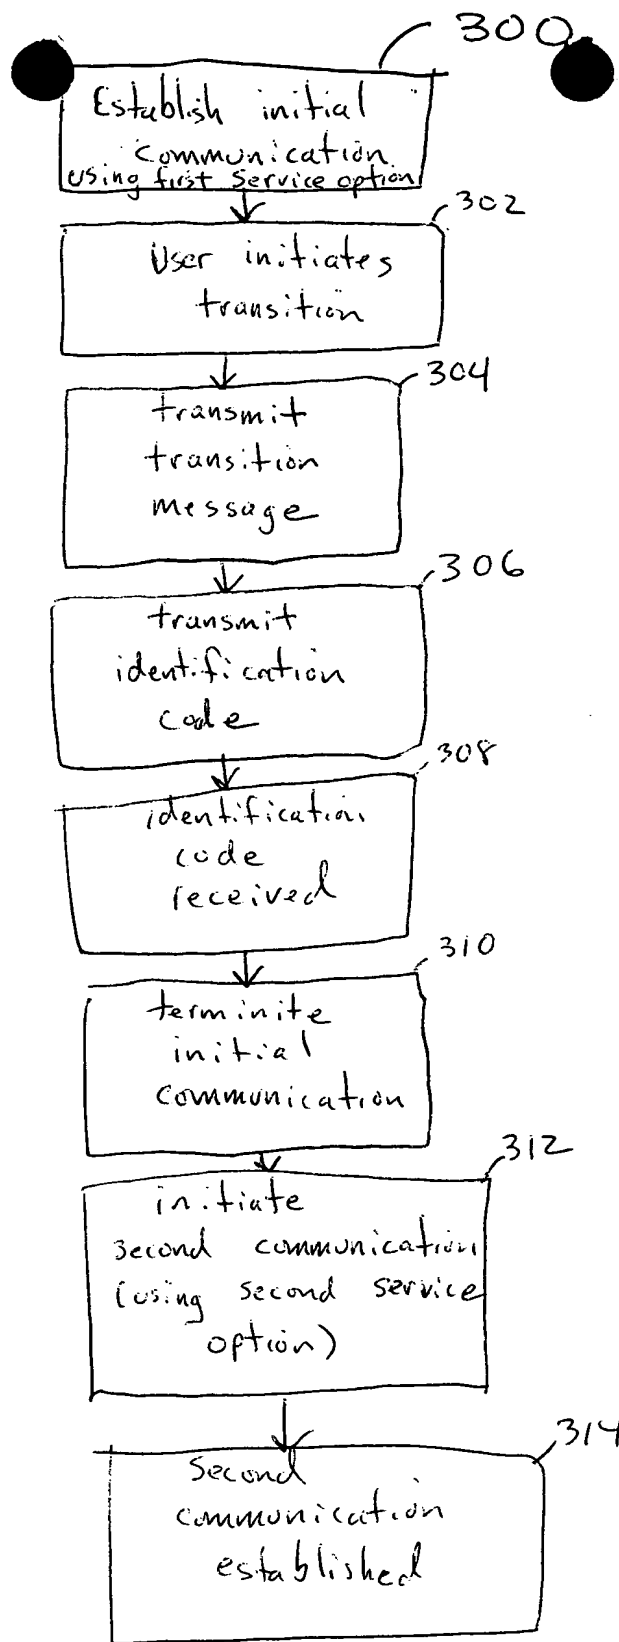 300
Establish initial
communication
using first service option
302
User initiates
transition
304
transmit
transition
message
306
transmit
identification
code
308
identification
code
received
310
terminite
initial
communication
312
initiate
second communication
(using second service
option)
314
Second
communication
established